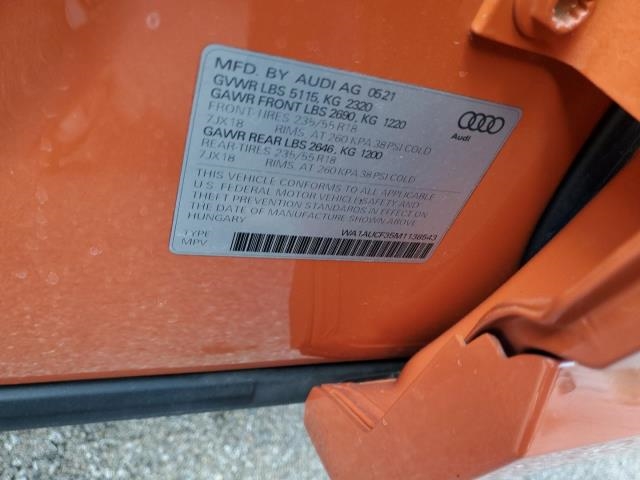 MFD. BY AUDI AG 05.21
GVWR LBS 5115, KG 2320
GAWR FRONT LBS 2690, KG 1220
FRONT-TIRES 235/55 R18
7JX18 RIMS. AT 260 KPA 38 PSI COLD
GAWR REAR LBS 2646, KG 1200
REAR-TIRES 235/55 R18
7JX18 RIMS. AT 260 KPA 38 PSI COLD
THIS VEHICLE CONFORMS TO ALL APPLICABLE
U.S. FEDERAL MOTOR VEHICLE SAFETY AND
THEFT PREVENTION STANDARDS IN EFFECT ON
THE DATE OF MANUFACTURE SHOWN ABOVE.
HUNGARY
TYPE
MPV
WA1AUCF35M1138543
Audi